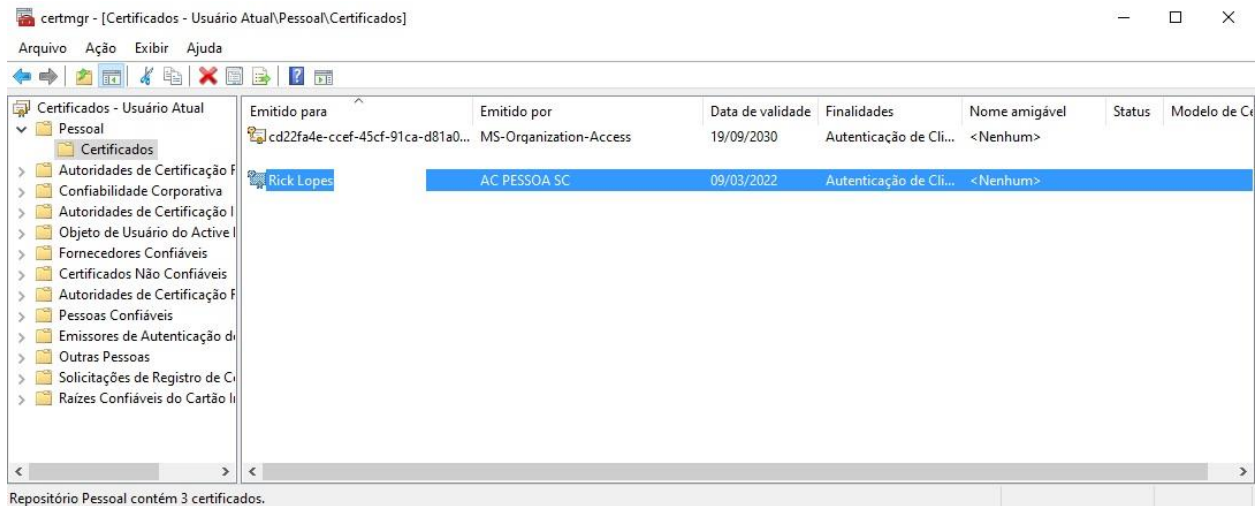 certmgr - [Certificados - Usuário Atual\Pessoal\Certificados]
Arquivo Ação Exibir Ajuda
Certificados - Usuário Atual
Pessoal
Certificados
Autoridades de Certificação
Confiabilidade Corporativa
Autoridades de Certificação
Objeto de Usuário do Active
Fornecedores Confiáveis
Certificados Não Confiáveis
Autoridades de Certificação
Pessoas Confiáveis
Emissores de Autenticação
Outras Pessoas
Solicitações de Registro de
Raízes Confiáveis do Cartão
Emitido para Emitido por Data de validade Finalidades Nome amigável Status Modelo de
cd22fa4e-ccef-45cf-91ca-d81a0... MS-Organization-Access 19/09/2030 Autenticação de Cli... <Nenhum>
Rick Lopes AC PESSOA SC 09/03/2022 Autenticação de Cli... <Nenhum>
Repositório Pessoal contém 3 certificados.